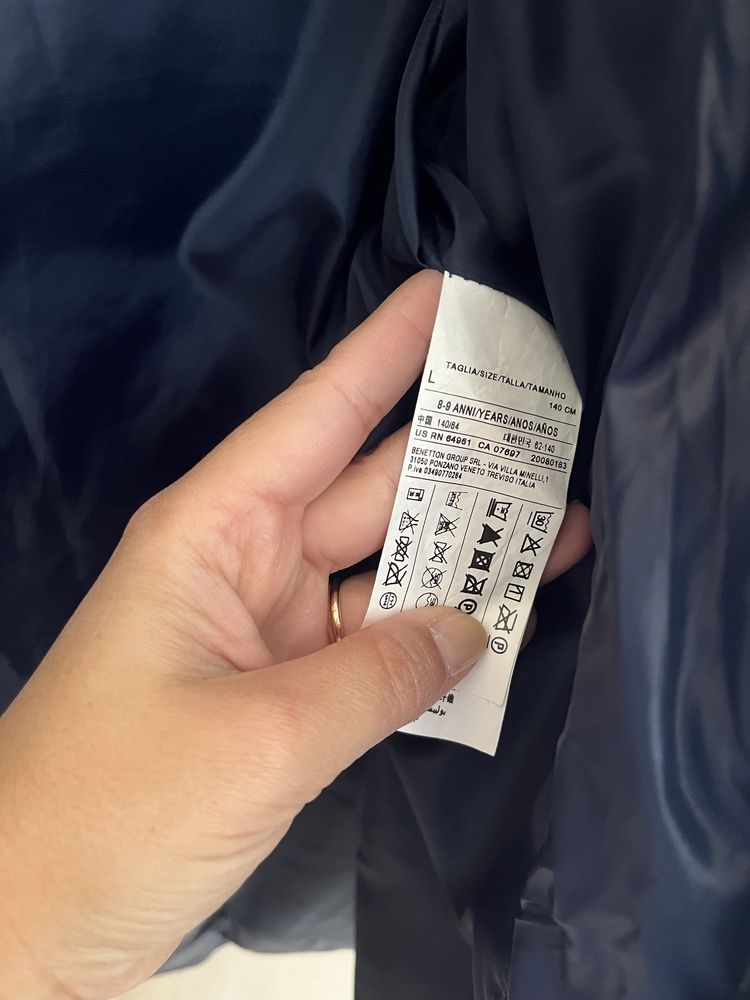 TAGLIA/SIZE/TALLA/TAMANHO
L 140 CM
8-9 ANNI/YEARS/ANOS/AÑOS
中国 140/64 대한민국 62-140
US RN 64961 CA 07697 20080183
BENETTON GROUP SRL - VIA VILLA MINELLI,1
31050 PONZANO VENETO TREVISO ITALIA
P.iva 03490770264